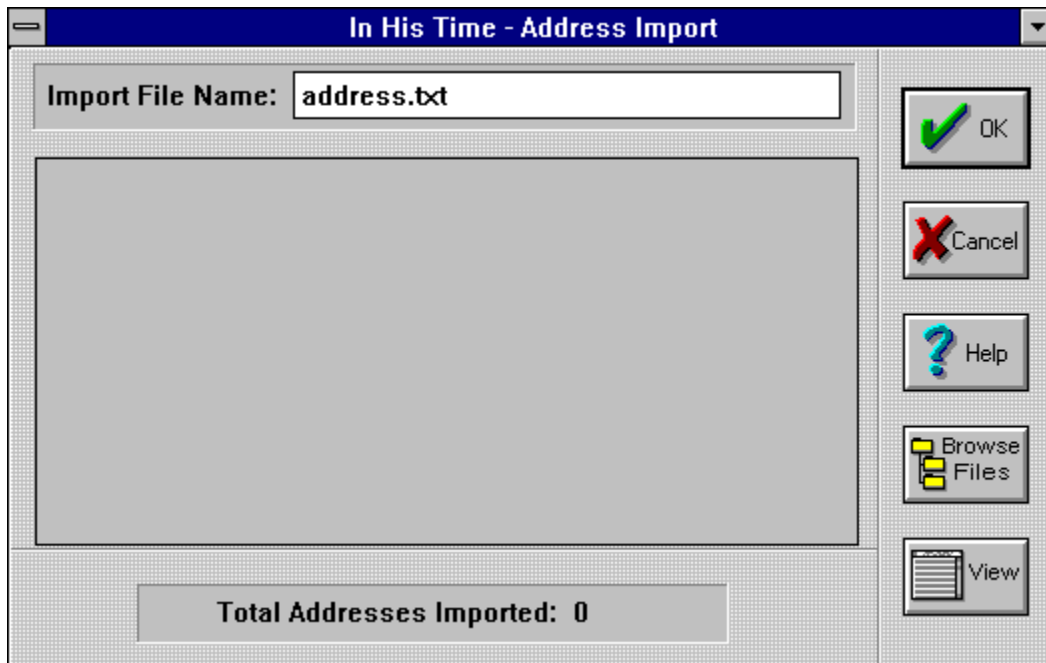 In His Time - Address Import
Import File Name: address.txt
OK
Cancel
Help
Browse
Files
View
Total Addresses Imported: 0